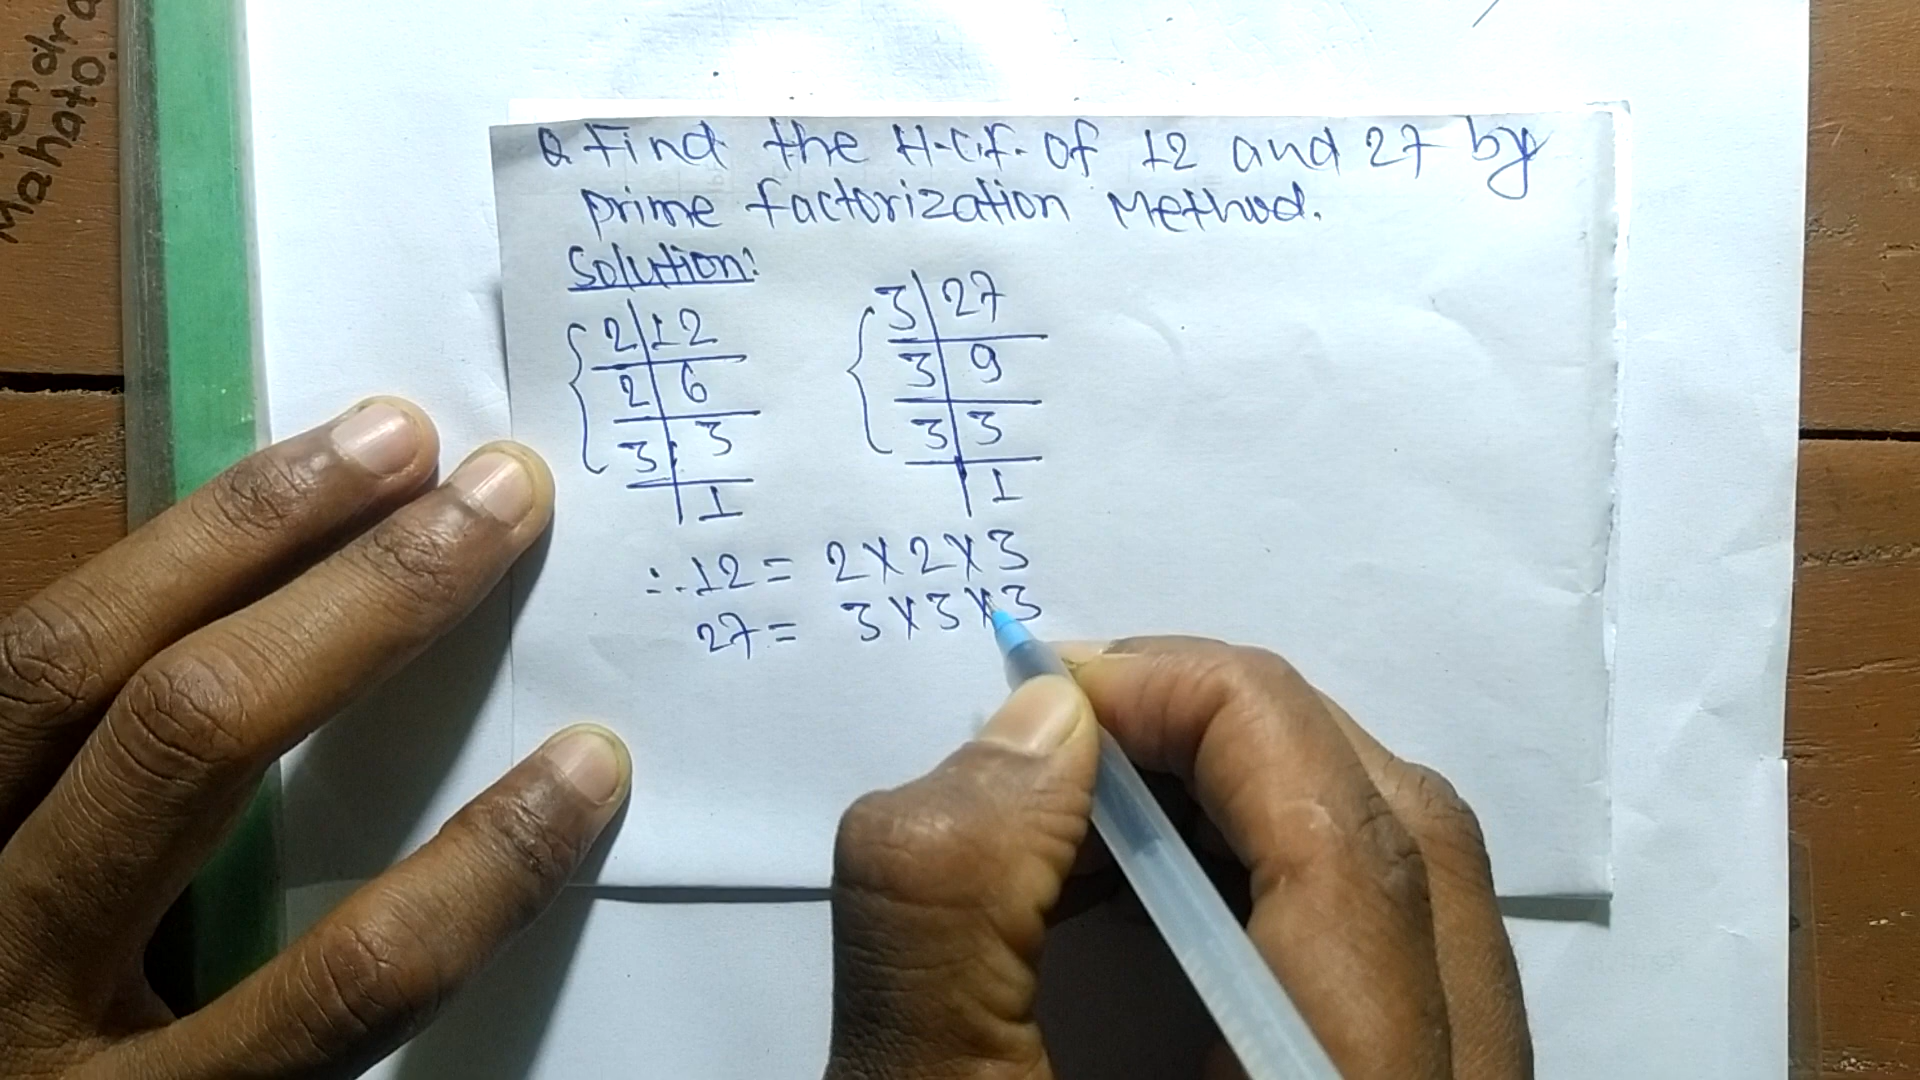 Q. Find the H.C.F. of 12 and 27 by
prime factorization Method.
Solution:
2 | 12
2 | 6
3 | 3
1
3 | 27
3 | 9
3 | 3
1
∴ 12 = 2 × 2 × 3
27 = 3 × 3 × 3
Mahato.